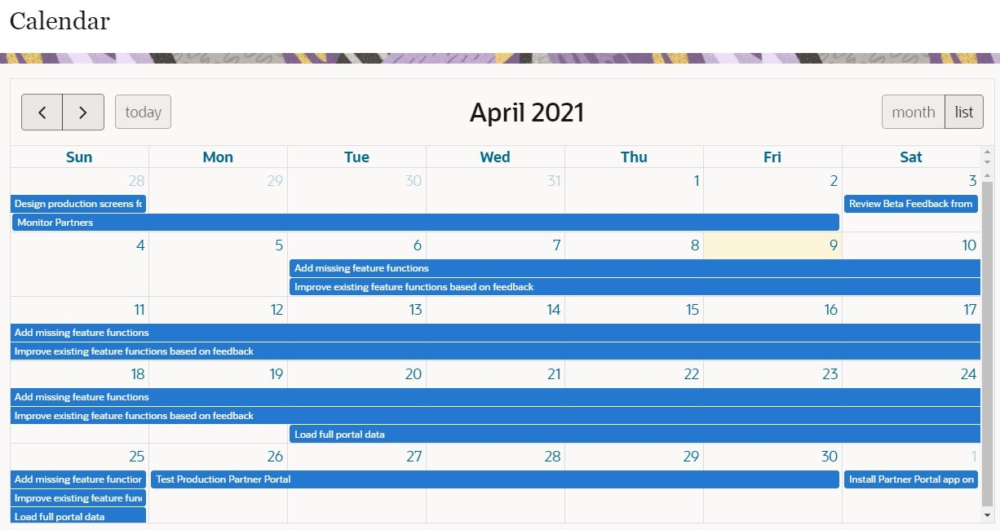 Calendar
today
April 2021
month list
Sun Mon Tue Wed Thu Fri Sat
28 29 30 31 1 2 3
Design production screens fo Review Beta Feedback from
Monitor Partners
4 5 6 7 8 9 10
Add missing feature functions
Improve existing feature functions based on feedback
11 12 13 14 15 16 17
Add missing feature functions
Improve existing feature functions based on feedback
18 19 20 21 22 23 24
Add missing feature functions
Improve existing feature functions based on feedback
Load full portal data
25 26 27 28 29 30 1
Add missing feature function Test Production Partner Portal Install Partner Portal app on
Improve existing feature func
Load full portal data